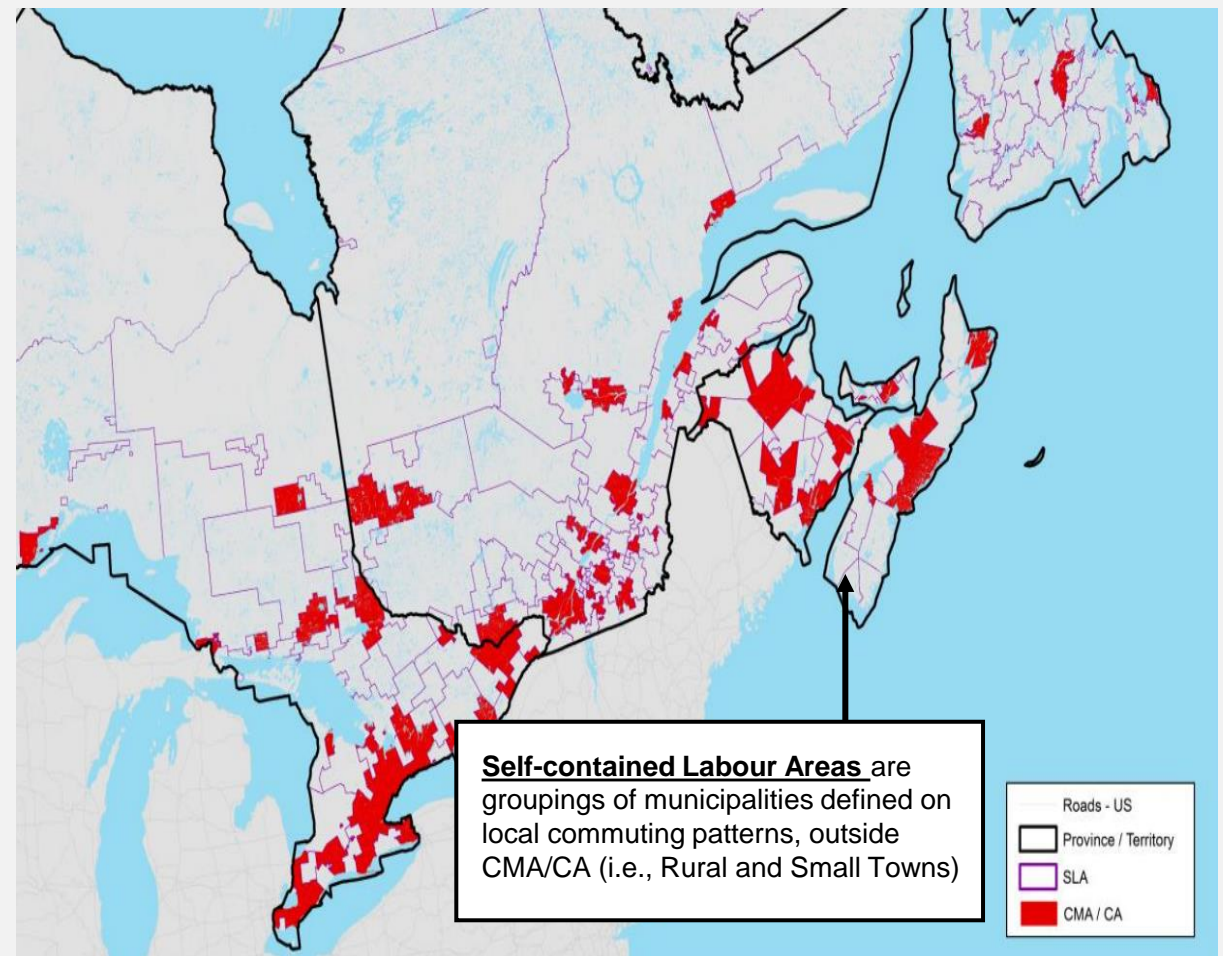 Self-contained Labour Areas are
groupings of municipalities defined on
local commuting patterns, outside
CMA/CA (i.e., Rural and Small Towns)
Roads - US
Province / Territory
SLA
CMA / CA